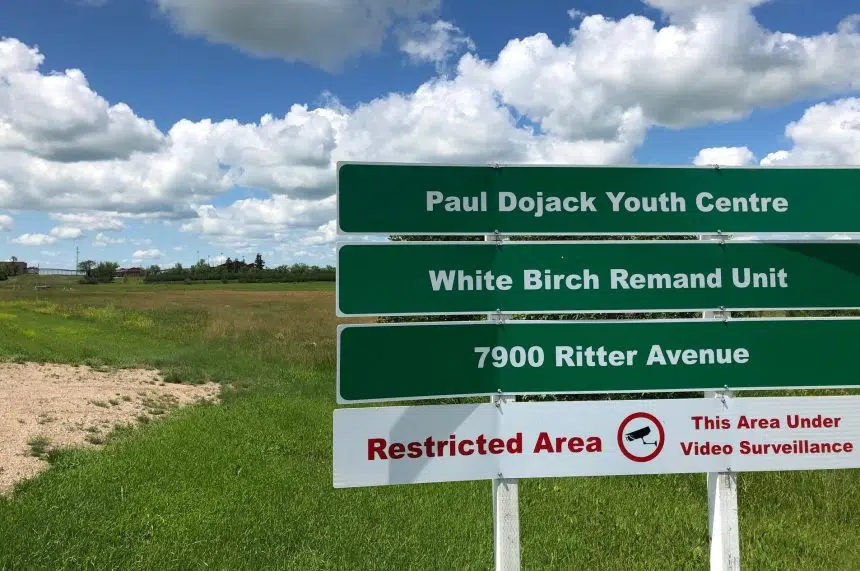 Paul Dojack Youth Centre
White Birch Remand Unit
7900 Ritter Avenue
Restricted Area
This Area Under
Video Surveillance